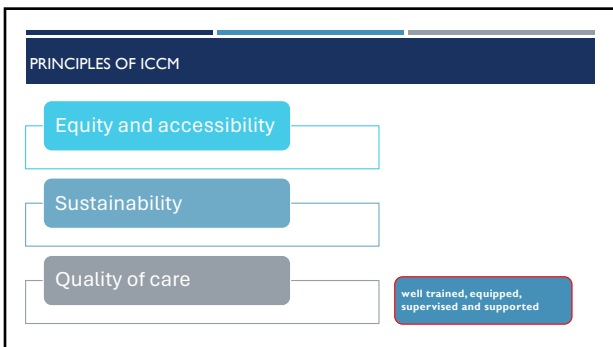 PRINCIPLES OF ICCM
Equity and accessibility
Sustainability
Quality of care
well trained, equipped,
supervised and supported